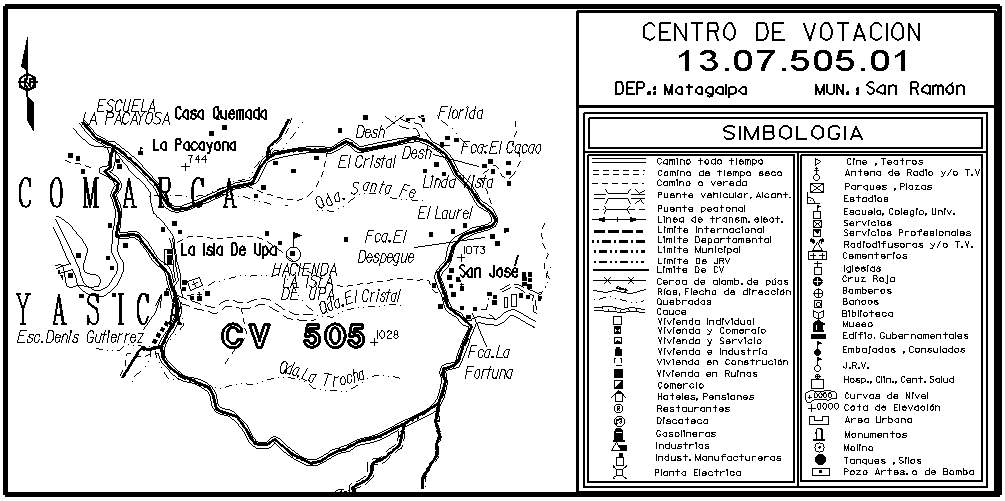 ESCUELA
LA PACAYOSA
Casa Quemada
La Pacayona
744
Desh
Florida
El Cristal
Desh
Fca.El Cacao
Linda Vista
Qda. Santa Fe
COMARCA
El Laurel
La Isla De Upa
Fca.El
Despegue
1073
HACIENDA
LA ISLA
DE UPA
San José
Qda.El Cristal
YASICA
Esc.Denis Gutierrez
CV 505
1028
Fca.La
Fortuna
Qda.La Trocha
CENTRO DE VOTACION
13.07.505.01
DEP.: Matagalpa MUN.: San Ramón
SIMBOLOGIA
Camino todo tiempo
Camino de tiempo seco
Camino o vereda
Puente vehicular, Alcant.
Puente peatonal
Linea de transm.elect.
Limite Internacional
Limite Departamental
Limite Municipal
Limite De JRV
Limite De CV
Cerca de alamb. de púas
Ríos, Flecha de dirección
Quebradas
Cauce
Vivienda Individual
Vivienda y Comercio
Vivienda y Servicio
Vivienda e Industria
Vivienda en Construcción
Vivienda en Ruinas
Comercio
Hoteles, Pensiones
Restaurantes
Discoteca
Gasolineras
Industrias
Indust. Manufactureras
Planta Electrica
Cine , Teatros
Antena de Radio y/o T.V
Parques , Plazas
Estadios
Escuela, Colegio, Univ.
Servicios
Servicios Profesionales
Radiodifusoras y/o T.V.
Cementerios
Iglesias
Cruz Roja
Bomberos
Bancos
Biblioteca
Museo
Edific. Gubernamentales
Embajadas , Consulados
J.R.V.
Hosp., Clin., Cent. Salud
Curvas de Nivel
+0000 Cota de Elevación
Area Urbana
Monumentos
Molino
Tanques , Silos
Pozo Artes. o de Bomba